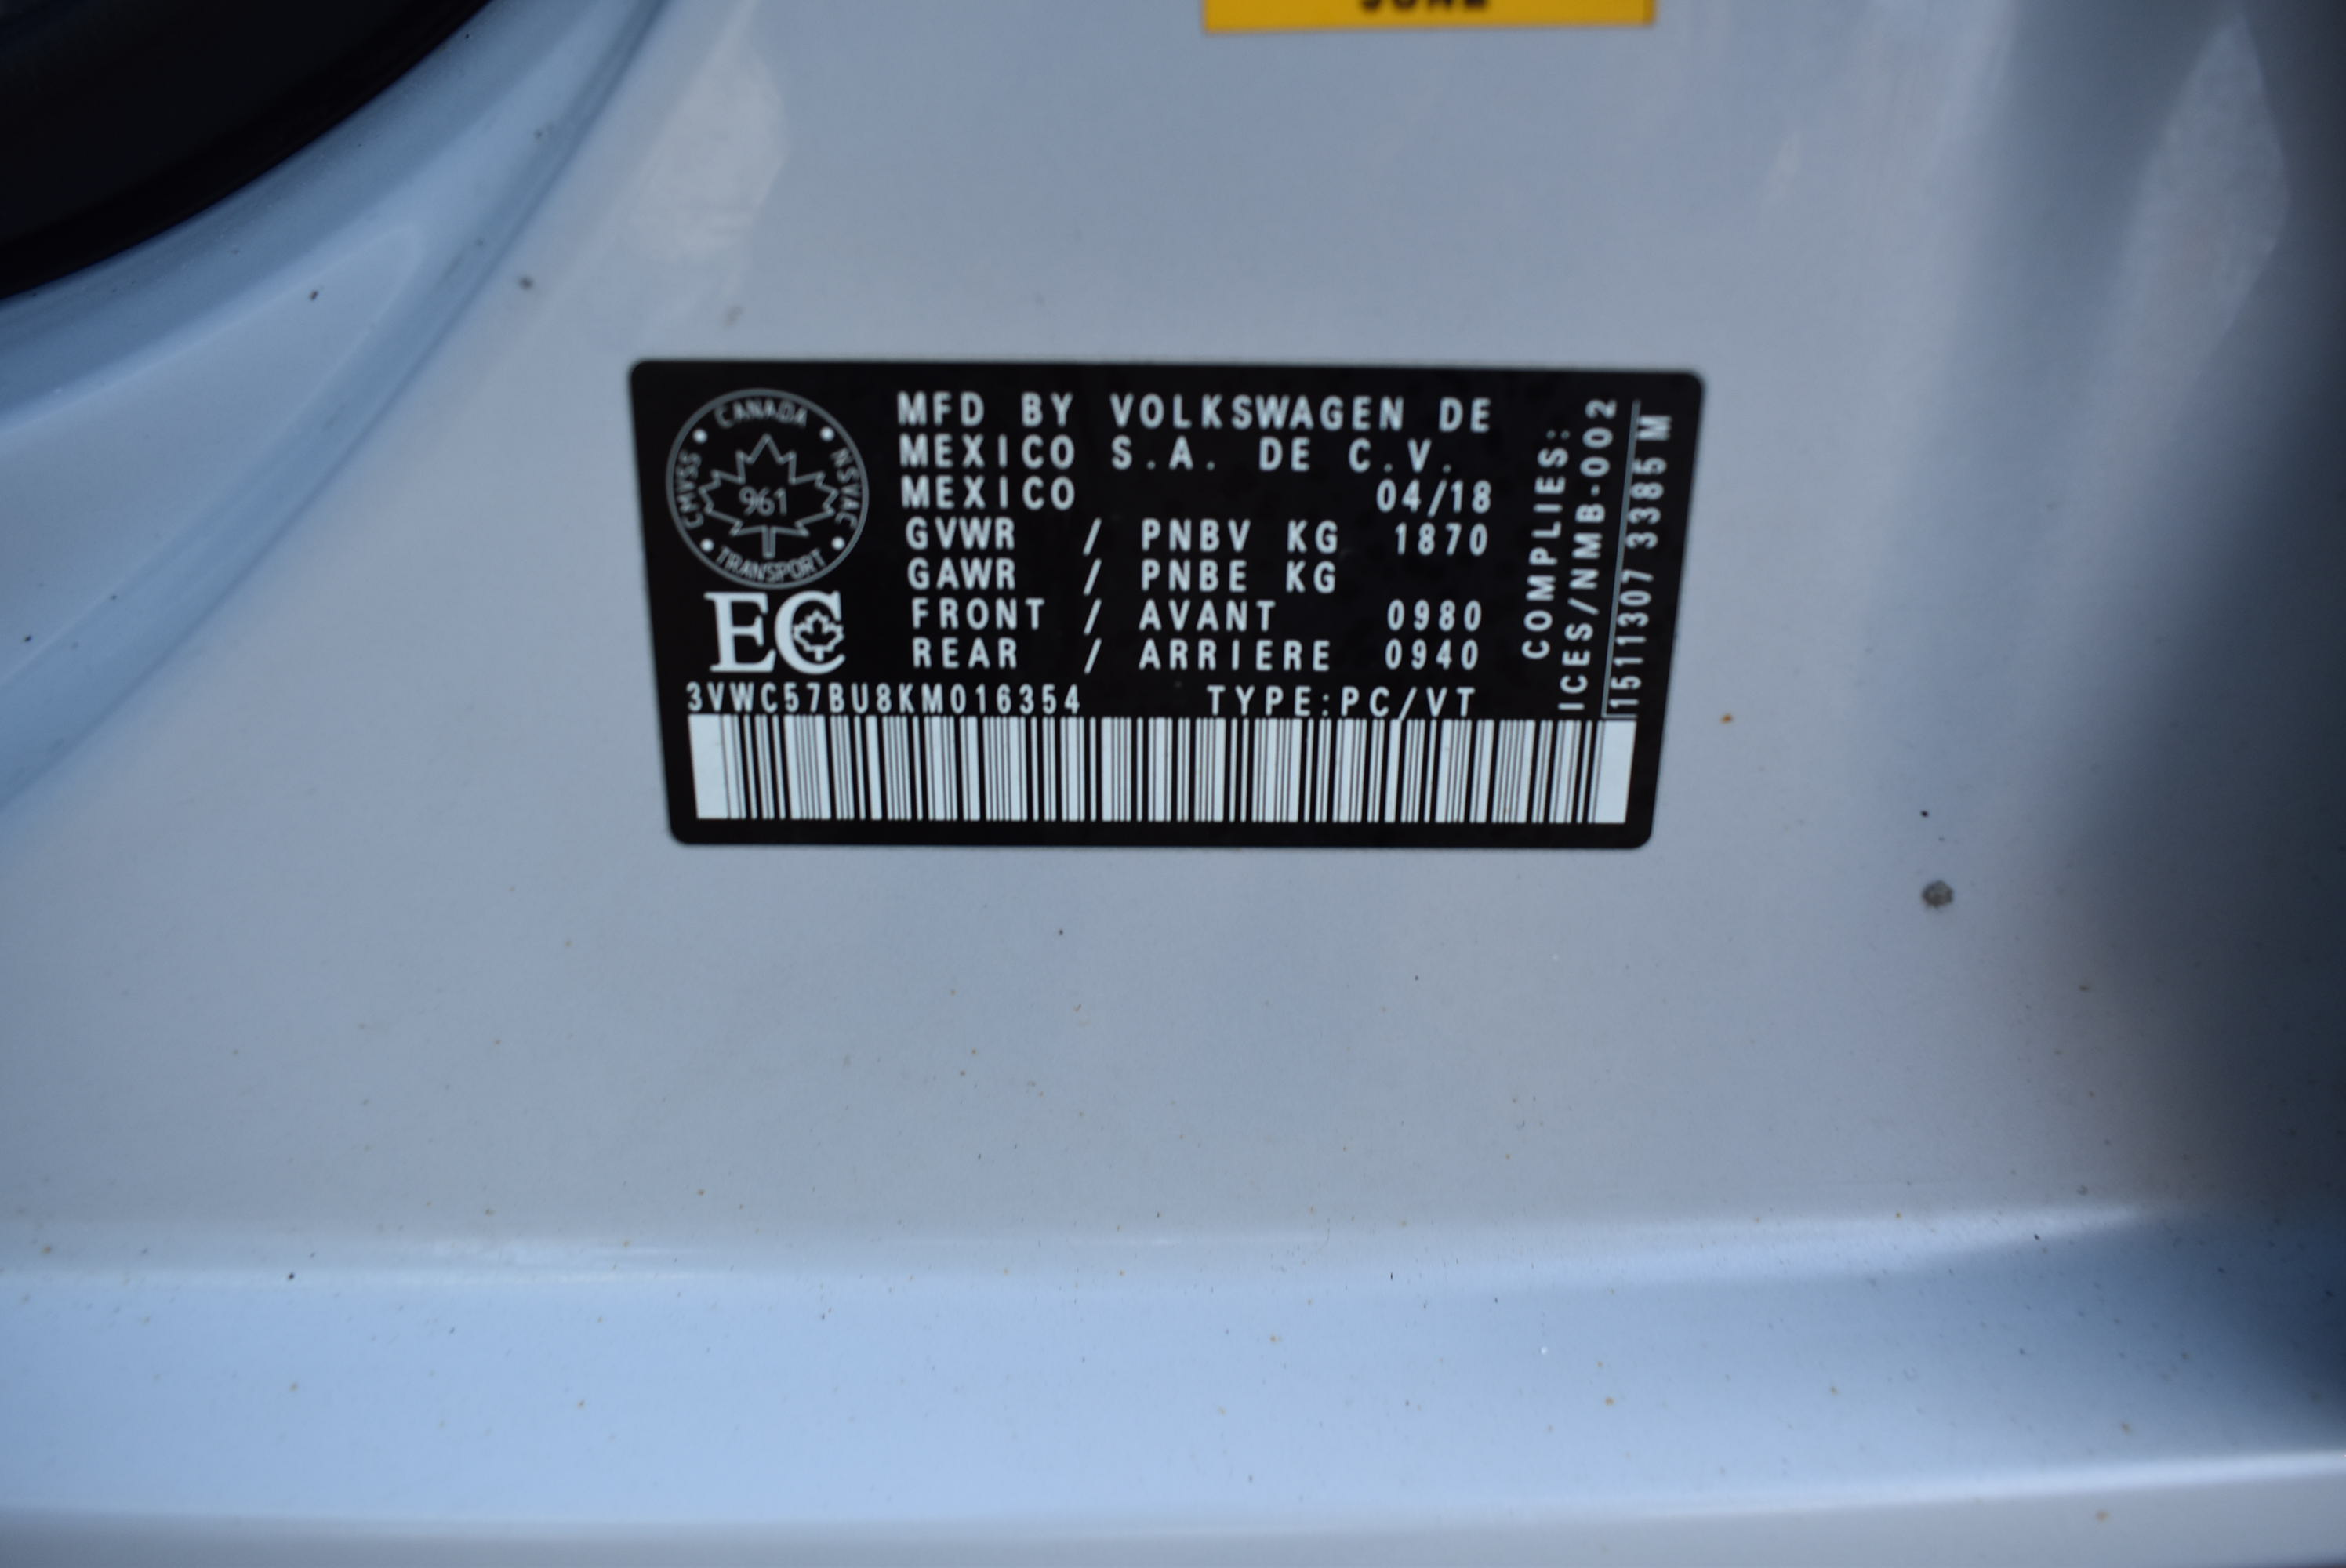 JUNE
CANADA
CMVSS NSVAC
961
TRANSPORT
EC
MFD BY VOLKSWAGEN DE
MEXICO S.A. DE C.V.
MEXICO 04/18
GVWR / PNBV KG 1870
GAWR / PNBE KG
FRONT / AVANT 0980
REAR / ARRIERE 0940
3VWC57BU8KM016354 TYPE:PC/VT
COMPLIES:
ICES/NMB-002
1511307 3385 M